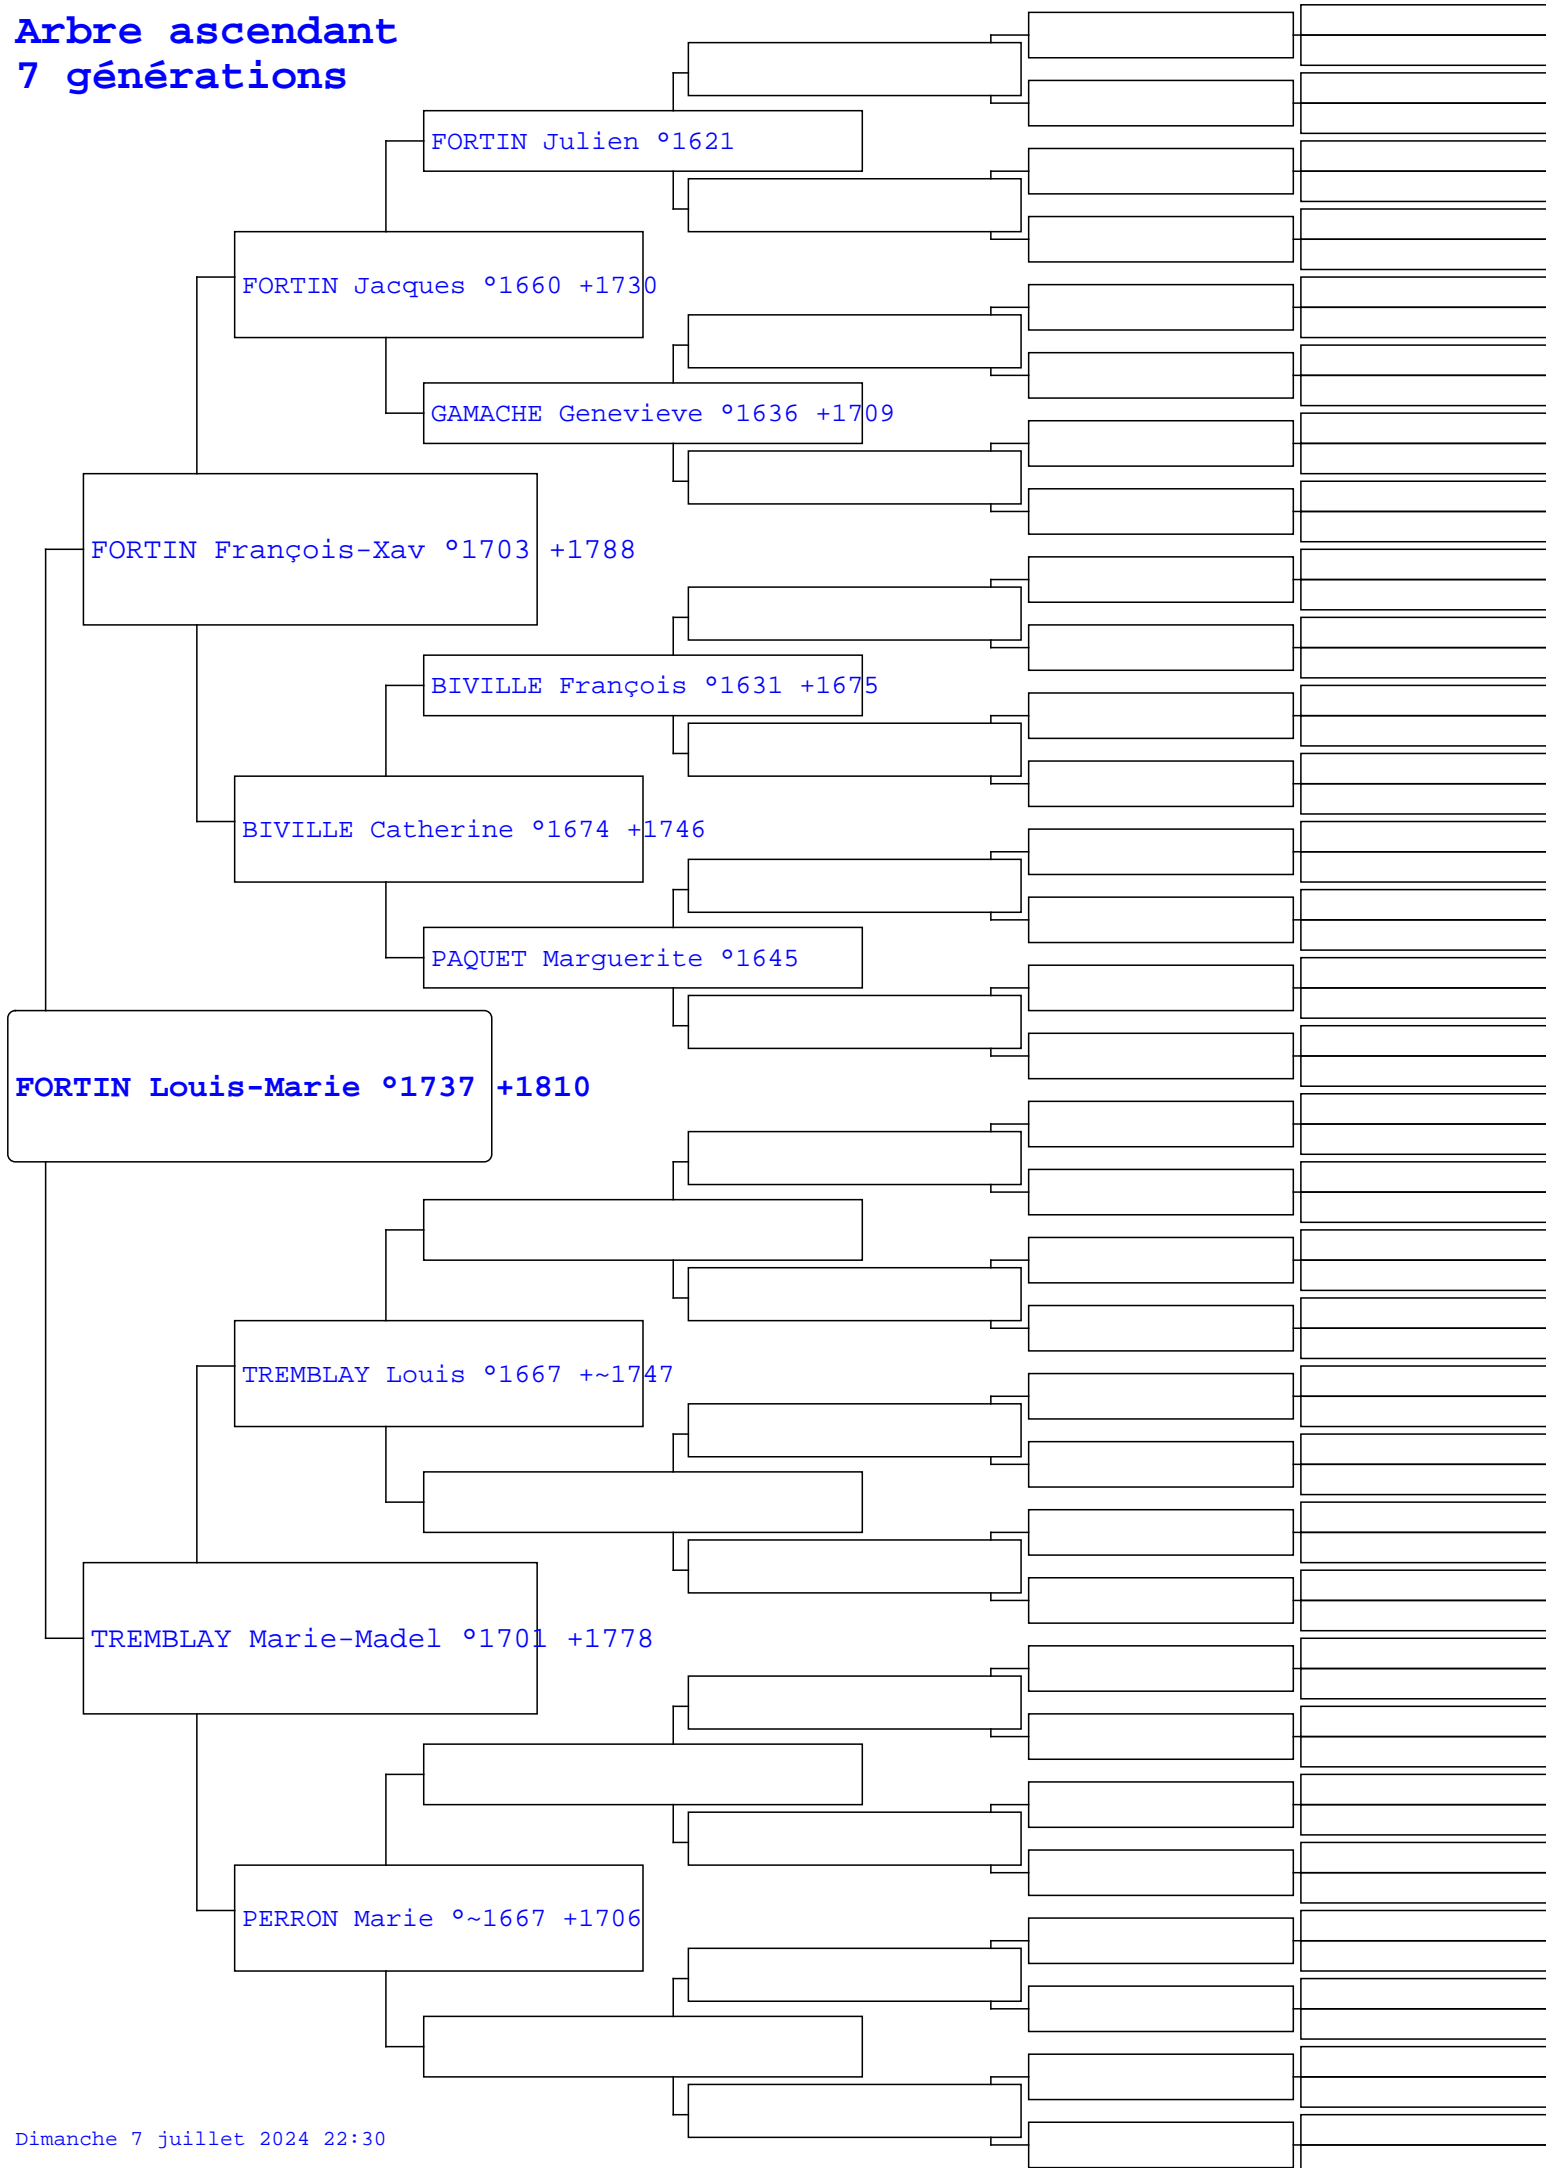 Arbre ascendant
7 générations
FORTIN Julien °1621
FORTIN Jacques °1660 +1730
GAMACHE Genevieve °1636 +1709
FORTIN François-Xav °1703 +1788
BIVILLE François °1631 +1675
BIVILLE Catherine °1674 +1746
PAQUET Marguerite °1645
FORTIN Louis-Marie °1737 +1810
TREMBLAY Louis °1667 +~1747
TREMBLAY Marie-Madel °1701 +1778
PERRON Marie °~1667 +1706
Dimanche 7 juillet 2024 22:30